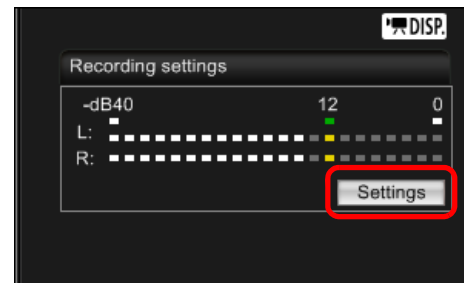 DISP.
Recording settings
-dB40 12 0
L:
R:
Settings